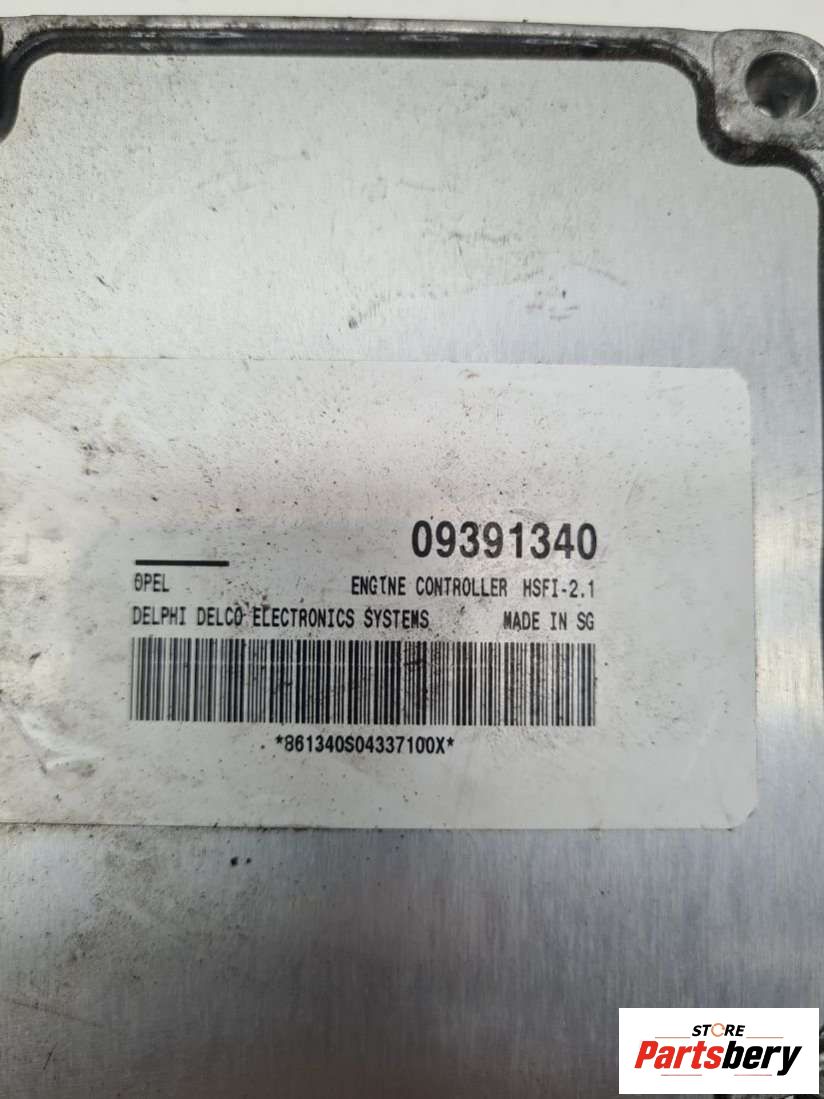 09391340
OPEL ENGINE CONTROLLER HSFI-2.1
DELPHI DELCO ELECTRONICS SYSTEMS MADE IN SG
*861340S04337100X*
STORE
Partsbery